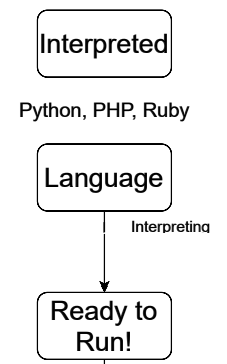 Interpreted
Python, PHP, Ruby
Language
Interpreting
Ready to
Run!